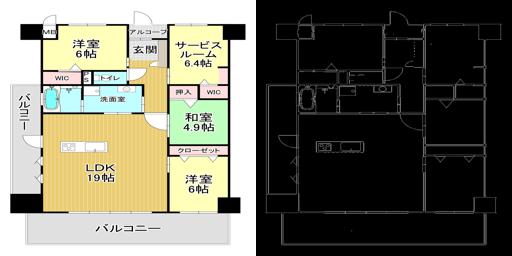 MB
アルコーブ
洋室
6帖
玄関
サービス
ルーム
6.4帖
WIC
PS
トイレ
洗面室
押入
WIC
バルコニー
和室
4.9帖
LDK
19帖
クローゼット
洋室
6帖
バルコニー